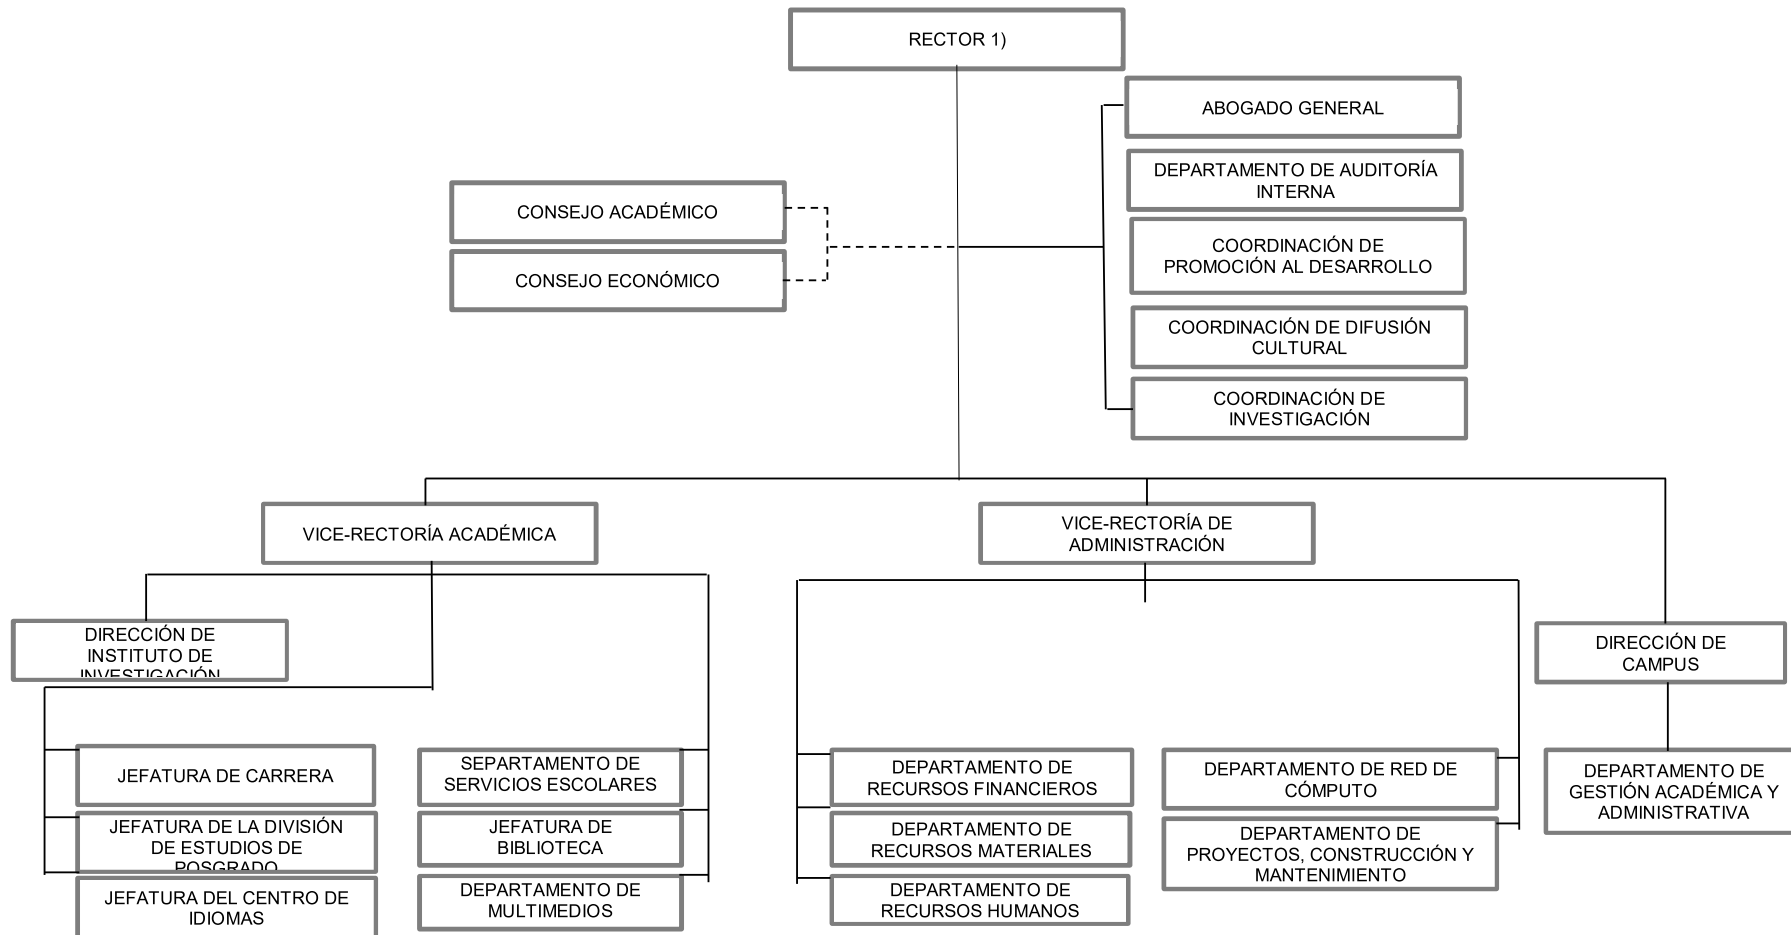 RECTOR 1)
ABOGADO GENERAL
DEPARTAMENTO DE AUDITORÍA
INTERNA
CONSEJO ACADÉMICO
COORDINACIÓN DE
PROMOCIÓN AL DESARROLLO
CONSEJO ECONÓMICO
COORDINACIÓN DE DIFUSIÓN
CULTURAL
COORDINACIÓN DE
INVESTIGACIÓN
VICE-RECTORÍA ACADÉMICA
VICE-RECTORÍA DE
ADMINISTRACIÓN
DIRECCIÓN DE
INSTITUTO DE
INVESTIGACIÓN
DIRECCIÓN DE
CAMPUS
JEFATURA DE CARRERA
SEPARTAMENTO DE
SERVICIOS ESCOLARES
DEPARTAMENTO DE
RECURSOS FINANCIEROS
DEPARTAMENTO DE RED DE
CÓMPUTO
DEPARTAMENTO DE
GESTIÓN ACADÉMICA Y
ADMINISTRATIVA
JEFATURA DE LA DIVISIÓN
DE ESTUDIOS DE
POSGRADO
JEFATURA DE
BIBLIOTECA
DEPARTAMENTO DE
RECURSOS MATERIALES
DEPARTAMENTO DE
PROYECTOS, CONSTRUCCIÓN Y
MANTENIMIENTO
JEFATURA DEL CENTRO DE
IDIOMAS
DEPARTAMENTO DE
MULTIMEDIOS
DEPARTAMENTO DE
RECURSOS HUMANOS